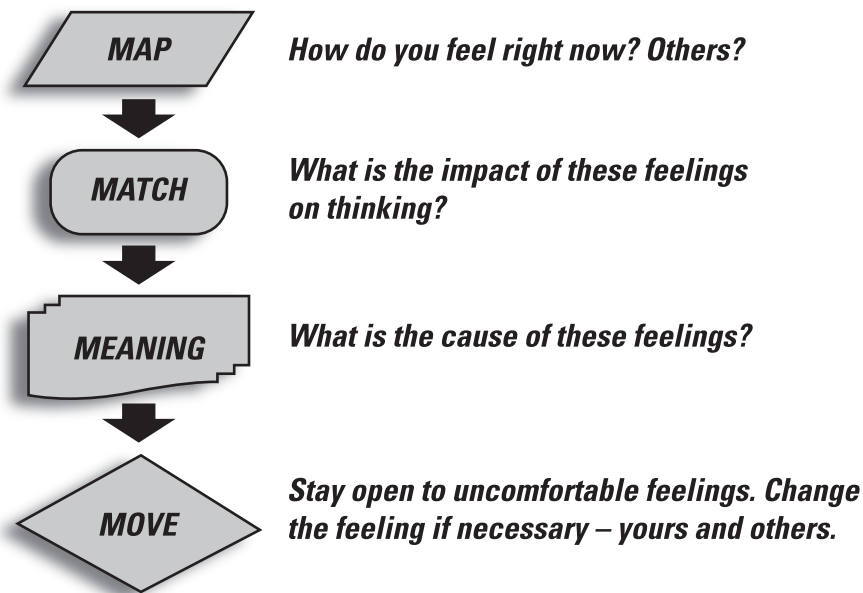 MAP
How do you feel right now? Others?
MATCH
What is the impact of these feelings
on thinking?
MEANING
What is the cause of these feelings?
MOVE
Stay open to uncomfortable feelings. Change
the feeling if necessary – yours and others.